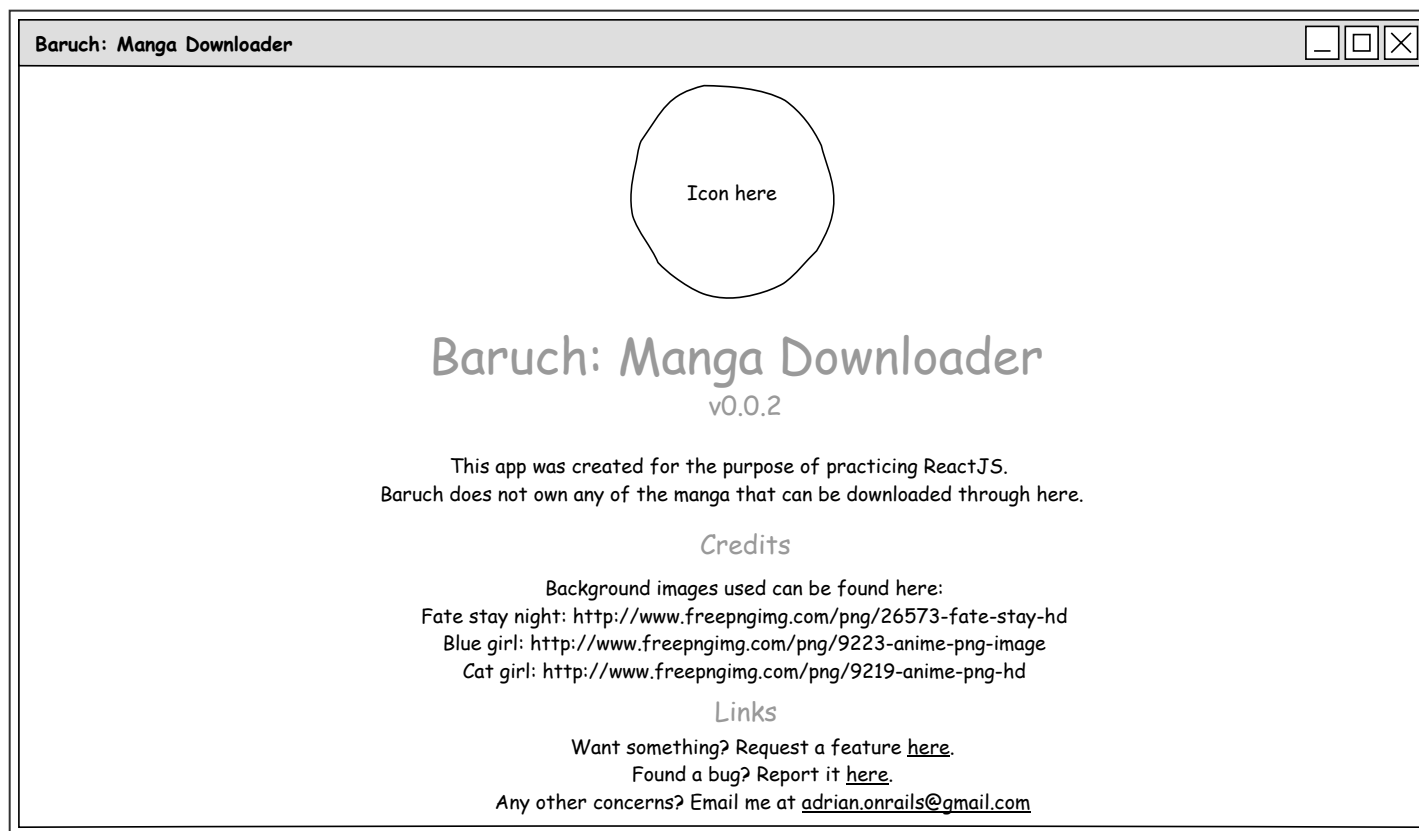 Baruch: Manga Downloader
Icon here
Baruch: Manga Downloader
v0.0.2
This app was created for the purpose of practicing ReactJS.
Baruch does not own any of the manga that can be downloaded through here.
Credits
Background images used can be found here:
Fate stay night: http://www.freepngimg.com/png/26573-fate-stay-hd
Blue girl: http://www.freepngimg.com/png/9223-anime-png-image
Cat girl: http://www.freepngimg.com/png/9219-anime-png-hd
Links
Want something? Request a feature here.
Found a bug? Report it here.
Any other concerns? Email me at adrian.onrails@gmail.com